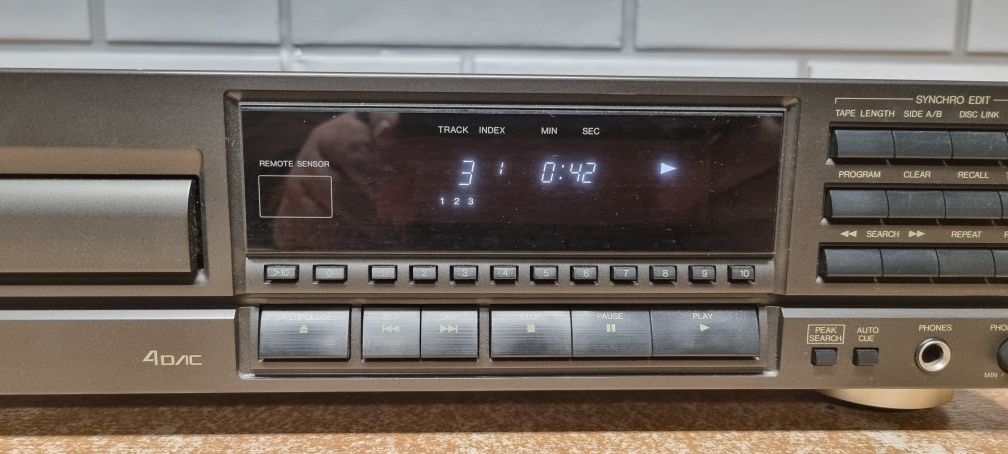 SYNCHRO EDIT
TAPE LENGTH SIDE A/B DISC LINK
TRACK INDEX MIN SEC
REMOTE SENSOR
3 1 0:42
PROGRAM CLEAR RECALL
1 2 3
SEARCH REPEAT
>10 0 1 2 3 4 5 6 7 8 9 10
OPEN/CLOSE SKIP SKIP STOP PAUSE PLAY
PEAK SEARCH AUTO CUE PHONES
4DAC
MIN